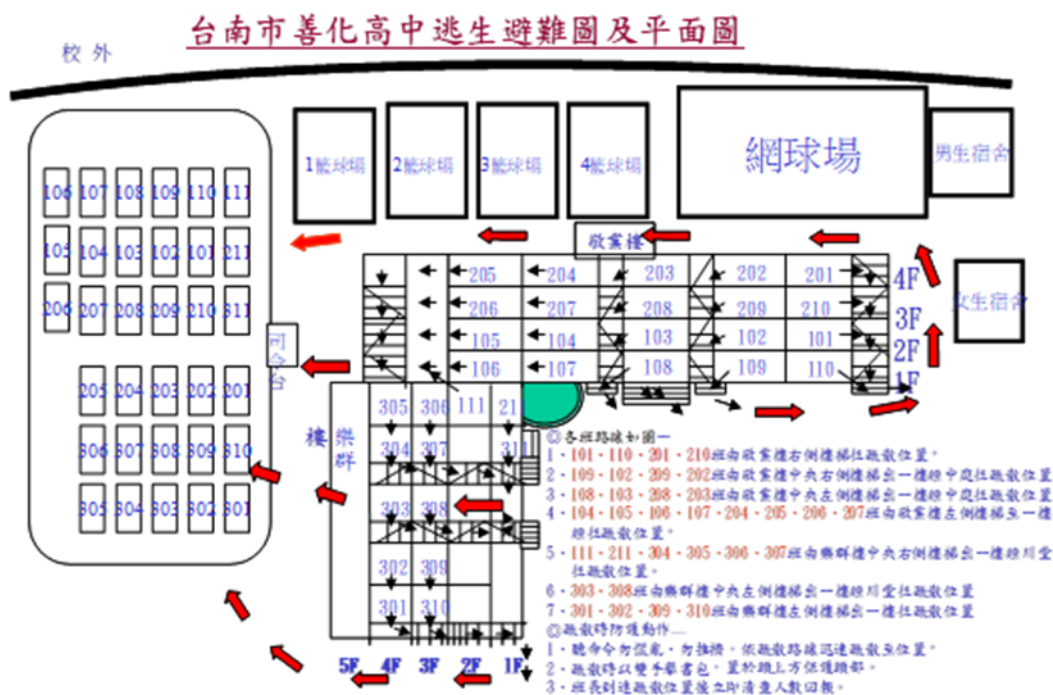 台南市善化高中逃生避難圖及平面圖
校外
1籃球場 2籃球場 3籃球場 4籃球場 網球場 男生宿舍
106 107 108 109 110 111
105 104 103 102 101 211
206 207 208 209 210 311
205 204 203 202 201
306 307 308 309 310
305 304 303 302 301
司令台
敬業樓
女生宿舍
205 204 203 202 201 4F
206 207 208 209 210 3F
105 104 103 102 101 2F
106 107 108 109 110 1F
樂群樓
305 306 111 211
304 307 311
303 308
302 309
301 310
5F 4F 3F 2F 1F
◎各班路線如圖—
1、101、110、201、210班由敬業樓右側樓梯往疏散位置。
2、109、102、209、202班由敬業樓中央右側樓梯出一樓經中庭往疏散位置
3、108、103、208、203班由敬業樓中央左側樓梯出一樓經中庭往疏散位置
4、104、105、106、107、204、205、206、207班由敬業樓左側樓梯至一樓
經往疏散位置。
5、111、211、304、305、306、307班由樂群樓中央右側樓梯出一樓經川堂
往疏散位置。
6、303、308班由樂群樓中央左側樓梯出一樓經川堂往疏散位置
7、301、302、309、310班由樂群樓左側樓梯出一樓往疏散位置
◎疏散時防護動作—
1、聽命令勿慌亂、勿推擠，依疏散路線迅速疏散至位置。
2、疏散時以雙手舉書包，置於頭上方保護頭部。
3、班長到達疏散位置後立即清查人數回報。